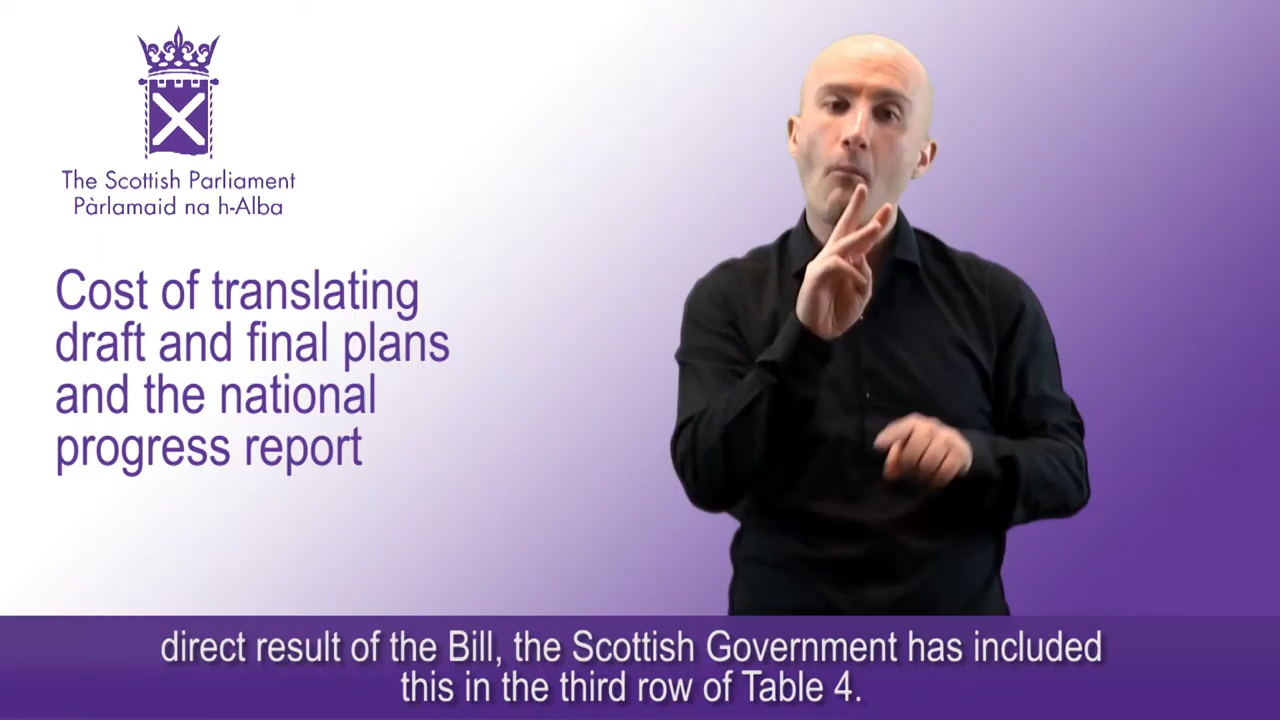 The Scottish Parliament
Pàrlamaid na h-Alba
Cost of translating
draft and final plans
and the national
progress report
direct result of the Bill, the Scottish Government has included
this in the third row of Table 4.